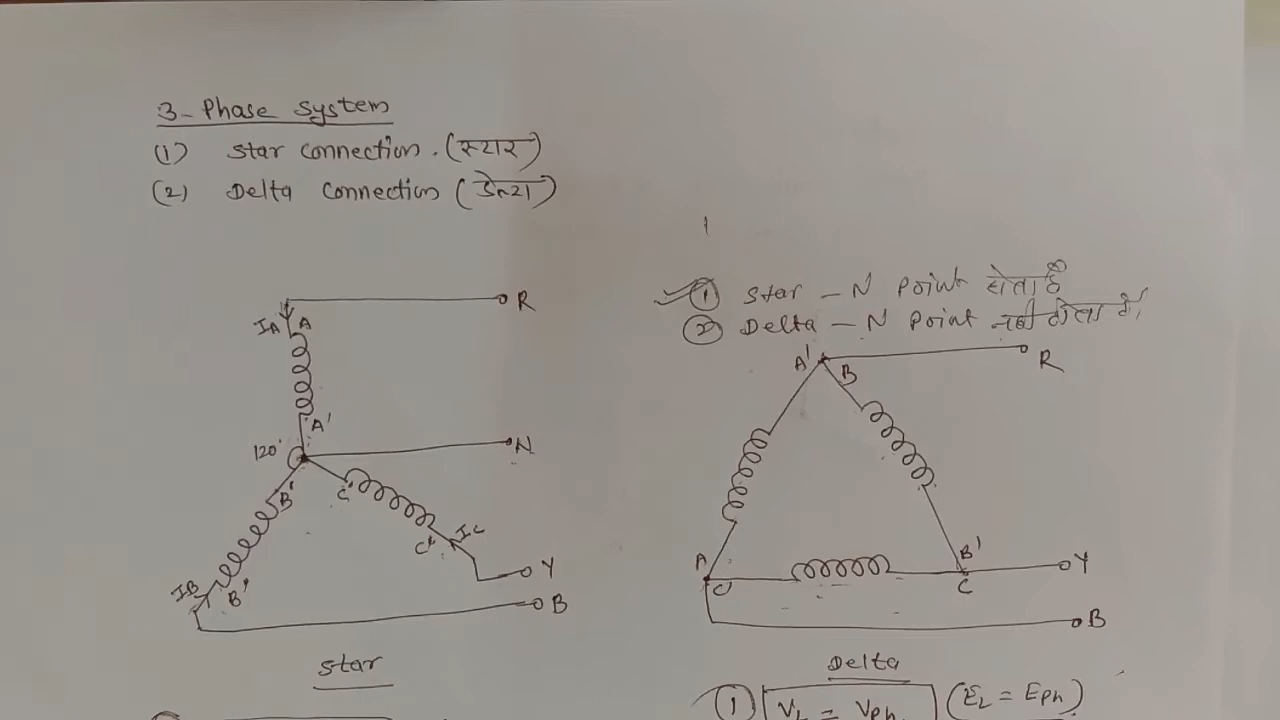 3-Phase System
(1) Star connection. (स्टार)
(2) Delta Connection (डेल्टा)
① Star - N Point होता है
② Delta - N Point नही होता है।
R
IA A
A'
120°
N
B' C'
C' IC
IB B'
Y
B
Star
A' B R
A B' Y
C' C
B
Delta
① VL = VPh. (EL = EPh)